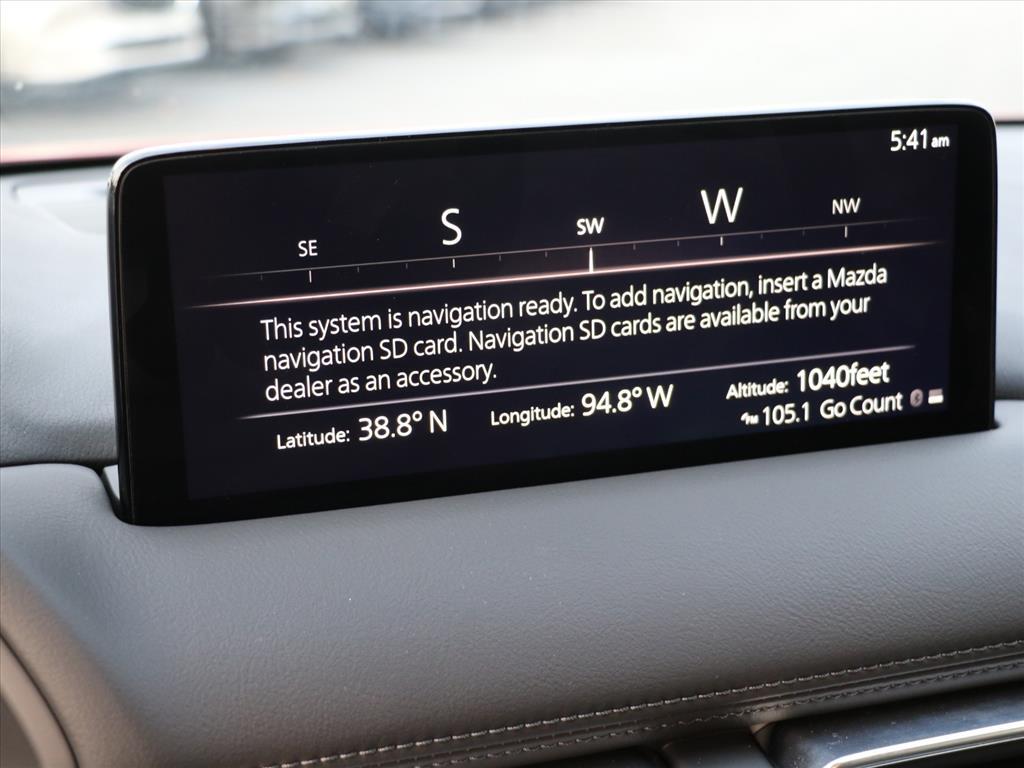 5:41 am
SE S SW W NW
This system is navigation ready. To add navigation, insert a Mazda
navigation SD card. Navigation SD cards are available from your
dealer as an accessory.
Latitude: 38.8° N Longitude: 94.8° W Altitude: 1040feet
FM 105.1 Go Count